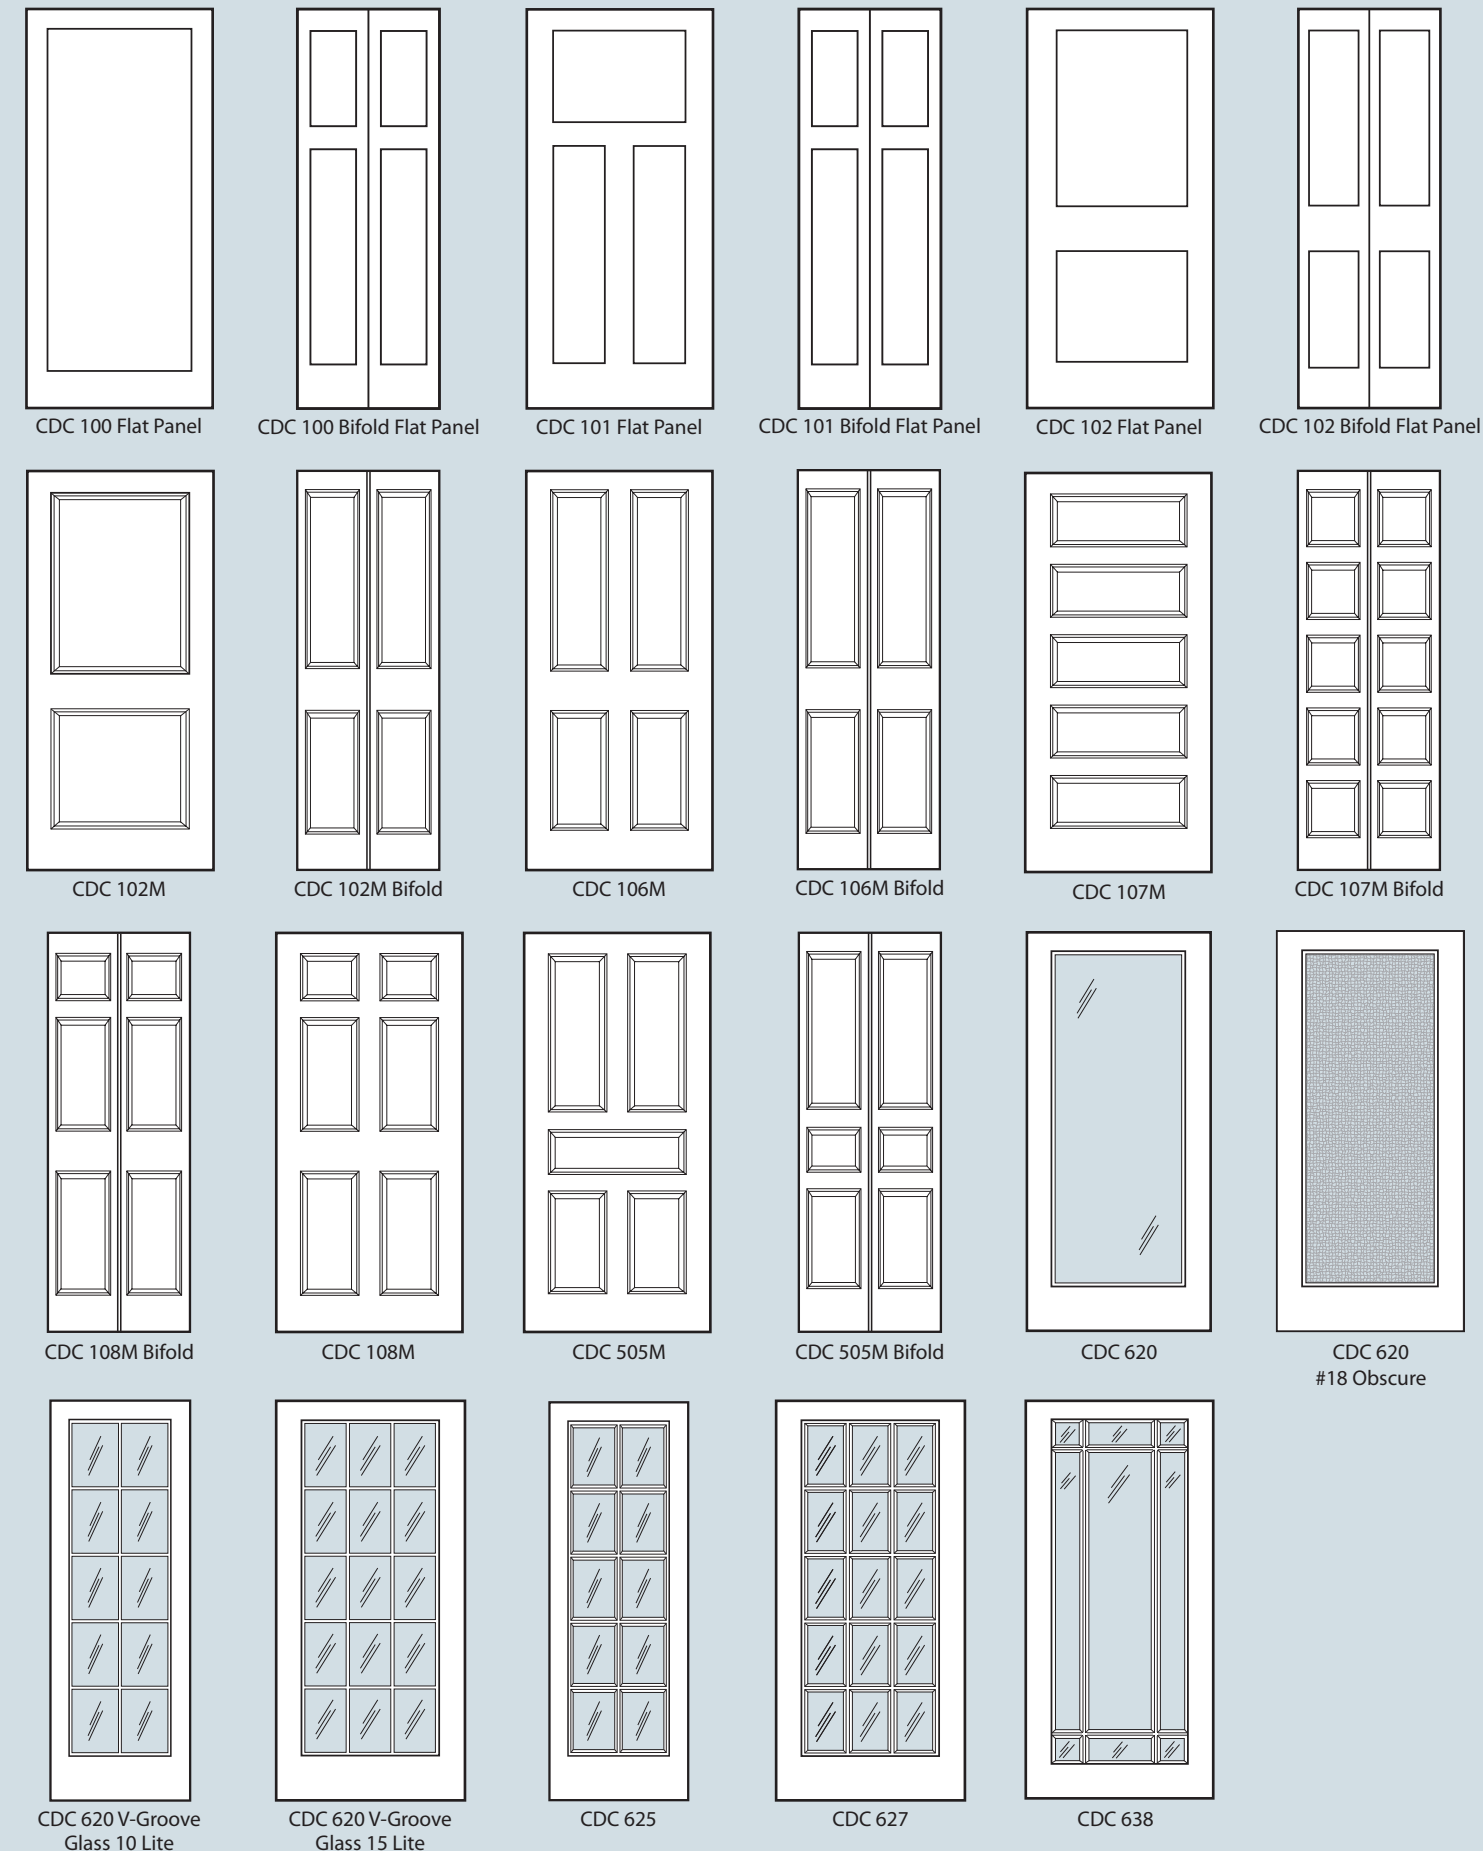 CDC 100 Flat Panel
CDC 100 Bifold Flat Panel
CDC 101 Flat Panel
CDC 101 Bifold Flat Panel
CDC 102 Flat Panel
CDC 102 Bifold Flat Panel
CDC 102M
CDC 102M Bifold
CDC 106M
CDC 106M Bifold
CDC 107M
CDC 107M Bifold
CDC 108M Bifold
CDC 108M
CDC 505M
CDC 505M Bifold
CDC 620
CDC 620
#18 Obscure
CDC 620 V-Groove
Glass 10 Lite
CDC 620 V-Groove
Glass 15 Lite
CDC 625
CDC 627
CDC 638